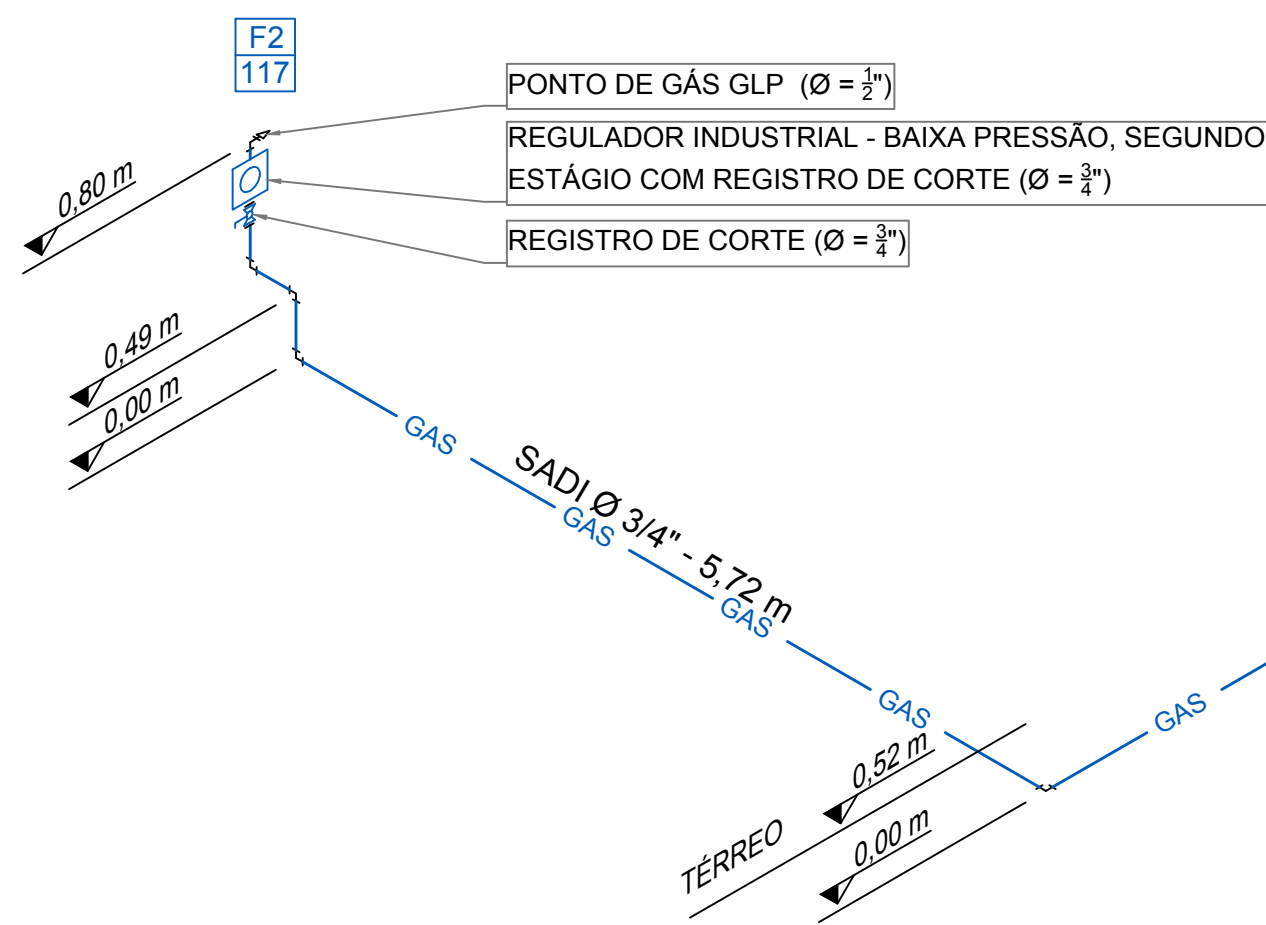 F2
117
PONTO DE GÁS GLP (Ø = 1/2")
REGULADOR INDUSTRIAL - BAIXA PRESSÃO, SEGUNDO
ESTÁGIO COM REGISTRO DE CORTE (Ø = 3/4")
REGISTRO DE CORTE (Ø = 3/4")
0,80 m
0,49 m
0,00 m
GAS
SADI Ø 3/4" - 5,72 m
GAS
GAS
GAS
GAS
0,52 m
TÉRREO
0,00 m